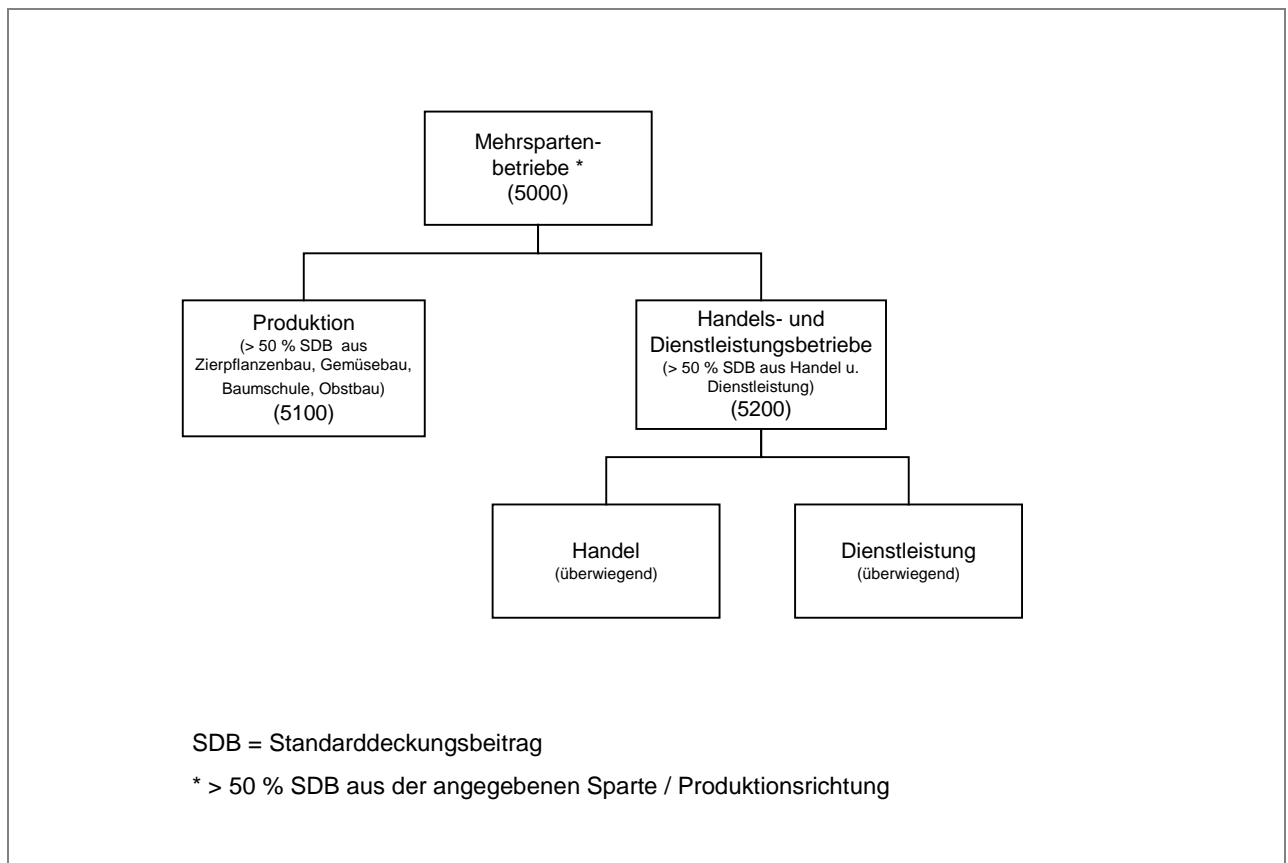 Mehrsparten-
betriebe *
(5000)
Produktion
(> 50 % SDB aus
Zierpflanzenbau, Gemüsebau,
Baumschule, Obstbau)
(5100)
Handels- und
Dienstleistungsbetriebe
(> 50 % SDB aus Handel u.
Dienstleistung)
(5200)
Handel
(überwiegend)
Dienstleistung
(überwiegend)
SDB = Standarddeckungsbeitrag
* > 50 % SDB aus der angegebenen Sparte / Produktionsrichtung